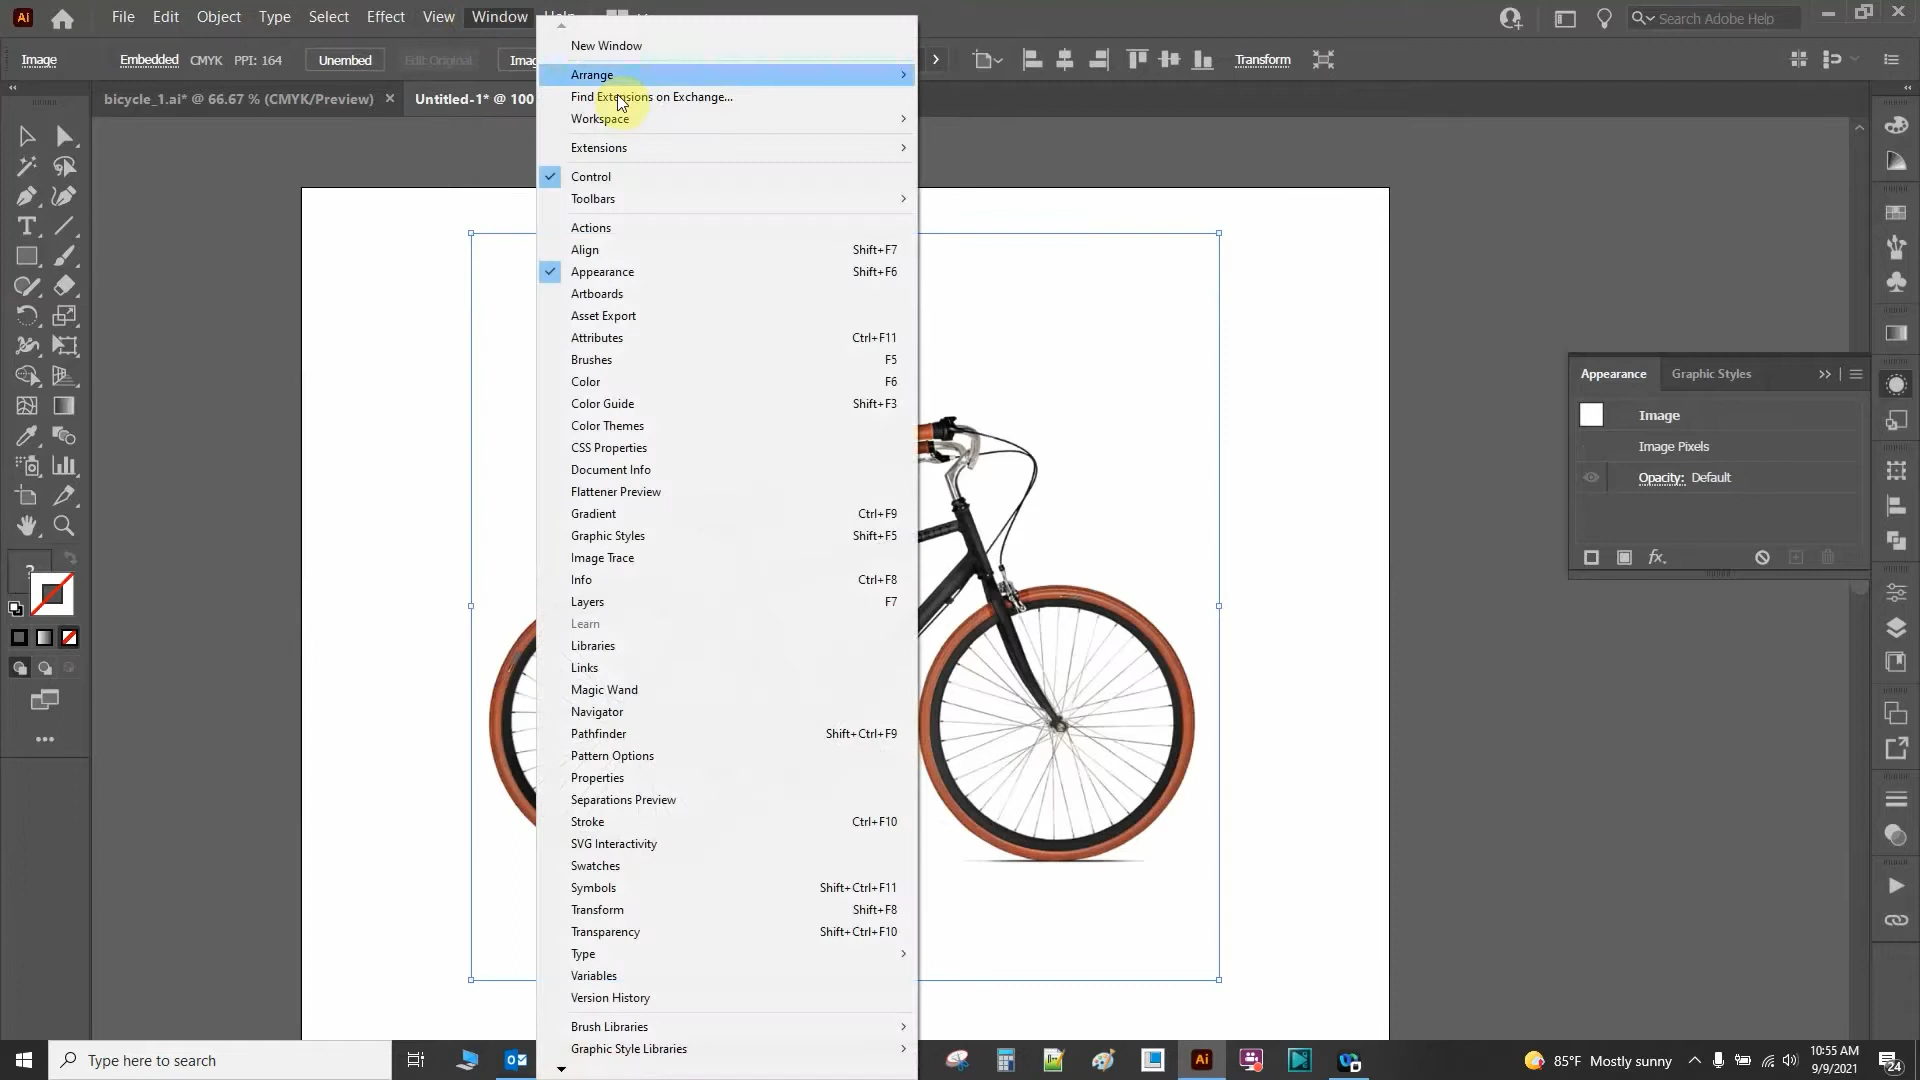 Ai File Edit Object Type Select Effect View Window Help
Search Adobe Help
Image Embedded CMYK PPI: 164 Unembed Edit Original Transform
bicycle_1.ai* @ 66.67 % (CMYK/Preview) × Untitled-1* @ 100
New Window
Arrange
Find Extensions on Exchange...
Workspace
Extensions
Control
Toolbars
Actions
Align Shift+F7
Appearance Shift+F6
Artboards
Asset Export
Attributes Ctrl+F11
Brushes F5
Color F6
Color Guide Shift+F3
Color Themes
CSS Properties
Document Info
Flattener Preview
Gradient Ctrl+F9
Graphic Styles Shift+F5
Image Trace
Info Ctrl+F8
Layers F7
Learn
Libraries
Links
Magic Wand
Navigator
Pathfinder Shift+Ctrl+F9
Pattern Options
Properties
Separations Preview
Stroke Ctrl+F10
SVG Interactivity
Swatches
Symbols Shift+Ctrl+F11
Transform Shift+F8
Transparency Shift+Ctrl+F10
Type
Variables
Version History
Brush Libraries
Graphic Style Libraries
Appearance Graphic Styles
Image
Image Pixels
Opacity: Default
fx.
?
Type here to search
Ai
85°F Mostly sunny
10:55 AM
9/9/2021
24